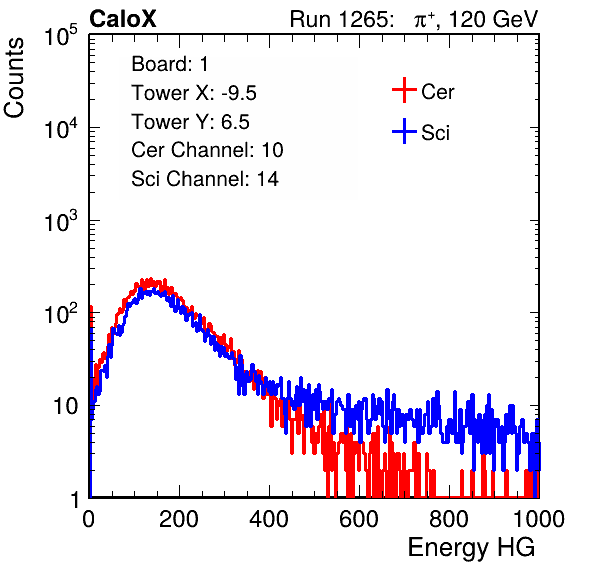 CaloX Run 1265: π⁺, 120 GeV
Counts
10⁵
10⁴
10³
10²
10
1
Board: 1
Tower X: -9.5
Tower Y: 6.5
Cer Channel: 10
Sci Channel: 14
Cer
Sci
0 200 400 600 800 1000
Energy HG